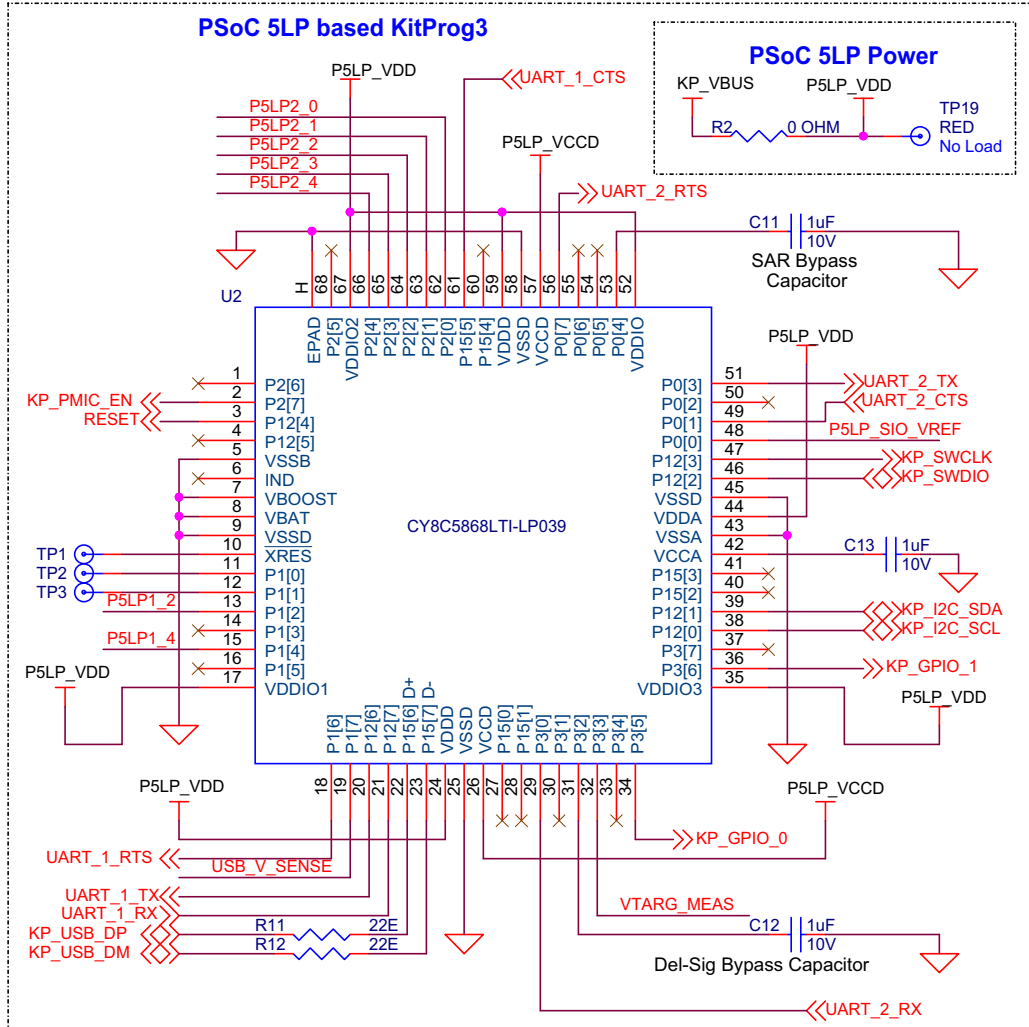 PSoC 5LP based KitProg3
PSoC 5LP Power
KP_VBUS
P5LP_VDD
R2
0 OHM
TP19
RED
No Load
P5LP_VDD
UART_1_CTS
P5LP2_0
P5LP2_1
P5LP2_2
P5LP2_3
P5LP2_4
P5LP_VCCD
UART_2_RTS
C11
1uF
10V
SAR Bypass
Capacitor
U2
H
68
67
66
65
64
63
62
61
60
59
58
57
56
55
54
53
52
EPAD
P2[5]
VDDIO2
P2[4]
P2[3]
P2[2]
P2[1]
P2[0]
P15[5]
P15[4]
VDDD
VSSD
VCCD
P0[7]
P0[6]
P0[5]
P0[4]
VDDIO
P5LP_VDD
KP_PMIC_EN
RESET
1 P2[6]
2 P2[7]
3 P12[4]
4 P12[5]
5 VSSB
6 IND
7 VBOOST
8 VBAT
9 VSSD
10 XRES
11 P1[0]
12 P1[1]
13 P1[2]
14 P1[3]
15 P1[4]
16 P1[5]
17 VDDIO1
TP1
TP2
TP3
P5LP1_2
P5LP1_4
P5LP_VDD
CY8C5868LTI-LP039
P0[3] 51 UART_2_TX
P0[2] 50
P0[1] 49 UART_2_CTS
P0[0] 48 P5LP_SIO_VREF
P12[3] 47 KP_SWCLK
P12[2] 46 KP_SWDIO
VSSD 45
VDDA 44
VSSA 43
VCCA 42 C13 1uF
10V
P15[3] 41
P15[2] 40
P12[1] 39 KP_I2C_SDA
P12[0] 38 KP_I2C_SCL
P3[7] 37
P3[6] 36 KP_GPIO_1
VDDIO3 35
P5LP_VDD
P1[6]
P1[7]
P12[6]
P12[7]
P15[6] D+
P15[7] D-
VDDD
VSSD
VCCD
P15[0]
P15[1]
P3[0]
P3[1]
P3[2]
P3[3]
P3[4]
P3[5]
18
19
20
21
22
23
24
25
26
27
28
29
30
31
32
33
34
P5LP_VDD
P5LP_VCCD
UART_1_RTS
USB_V_SENSE
UART_1_TX
UART_1_RX
KP_USB_DP
R11
22E
KP_USB_DM
R12
22E
KP_GPIO_0
VTARG_MEAS
C12
1uF
10V
Del-Sig Bypass Capacitor
UART_2_RX